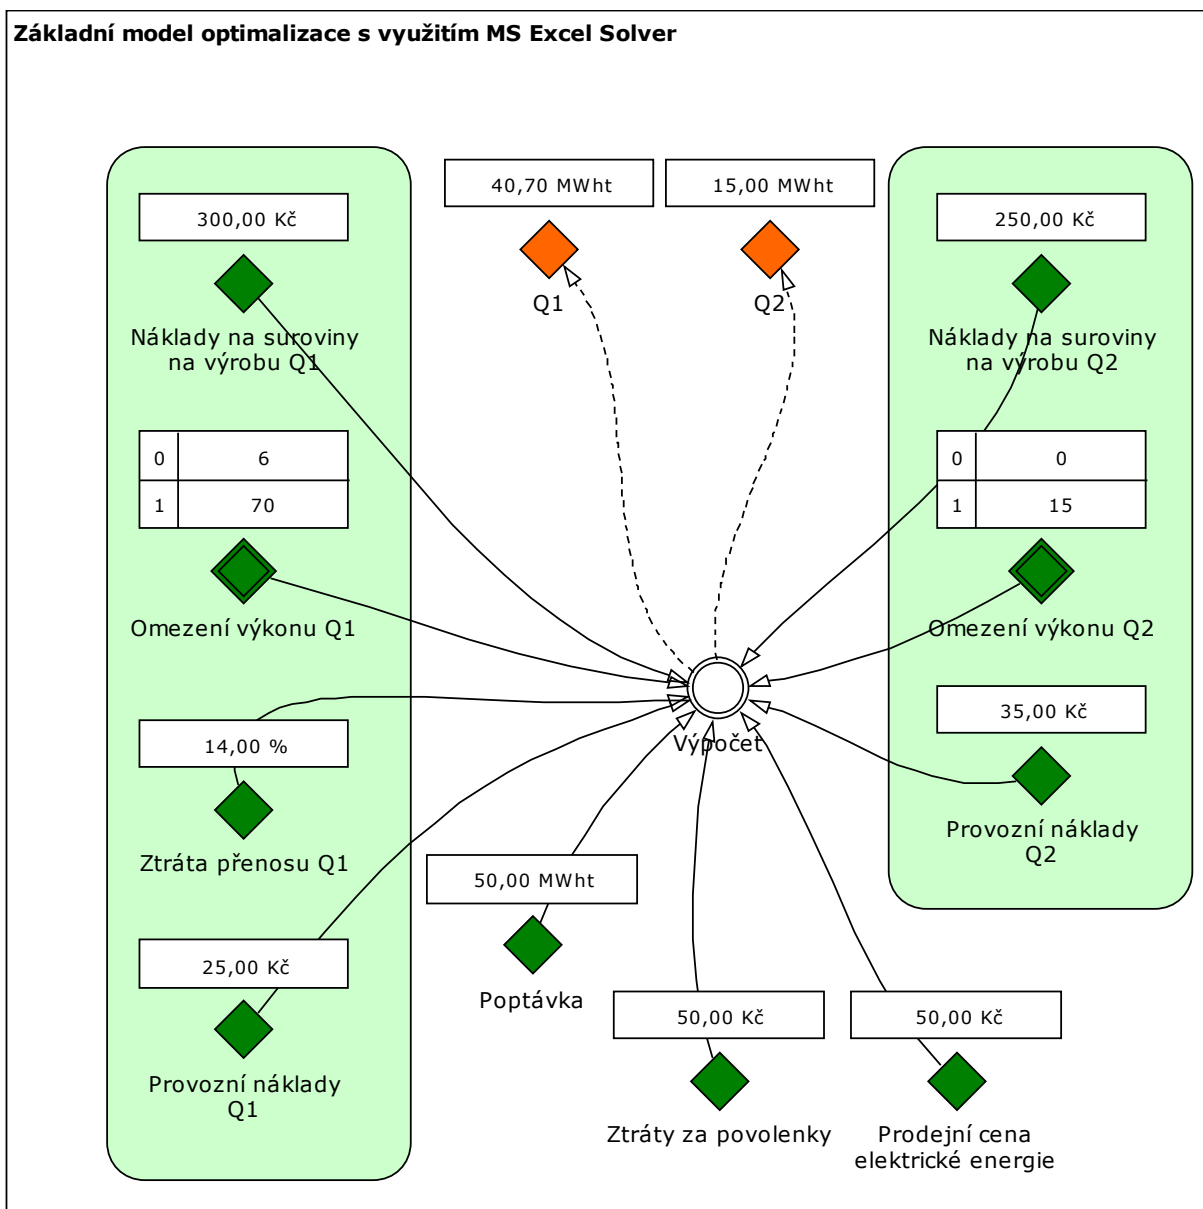 Základní model optimalizace s využitím MS Excel Solver
40,70 MWht
15,00 MWht
Q1
Q2
300,00 Kč
Náklady na suroviny
na výrobu Q1
0 6
1 70
Omezení výkonu Q1
14,00 %
Ztráta přenosu Q1
25,00 Kč
Provozní náklady
Q1
250,00 Kč
Náklady na suroviny
na výrobu Q2
0 0
1 15
Omezení výkonu Q2
35,00 Kč
Provozní náklady
Q2
Výpočet
50,00 MWht
Poptávka
50,00 Kč
Ztráty za povolenky
50,00 Kč
Prodejní cena
elektrické energie